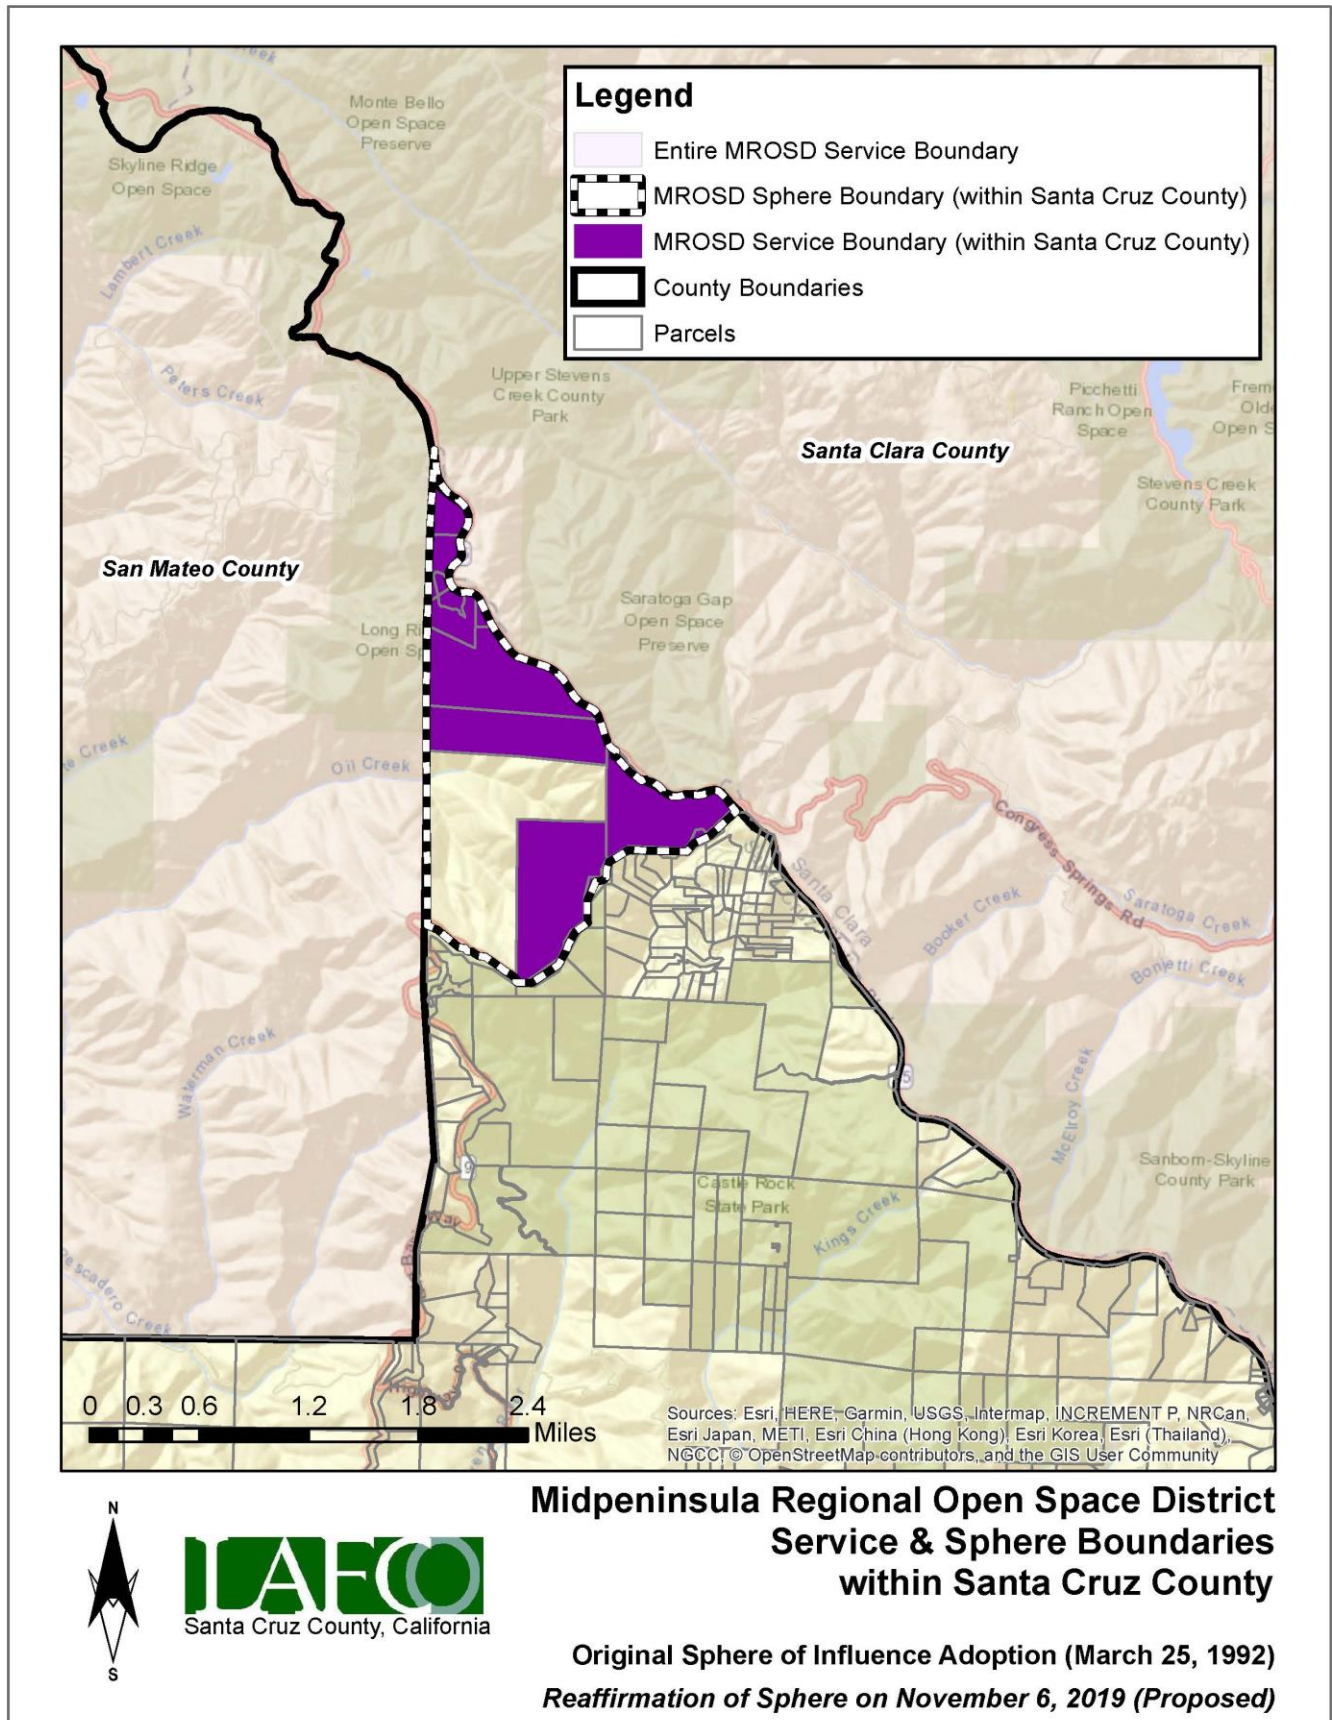 Legend
Entire MROSD Service Boundary
MROSD Sphere Boundary (within Santa Cruz County)
MROSD Service Boundary (within Santa Cruz County)
County Boundaries
Parcels
Monte Bello
Open Space
Preserve
Skyline Ridge
Open Space
Lambert Creek
Peters Creek
Upper Stevens
Creek County
Park
Picchetti
Ranch Open
Space
Santa Clara County
Stevens Creek
County Park
San Mateo County
Saratoga Gap
Open Space
Preserve
Oil Creek
Congress Springs Rd
Saratoga Creek
Booker Creek
Bonjetti Creek
Santa Clara
Waterman Creek
McElroy Creek
9
Castle Rock
State Park
Kings Creek
Sanborn-Skyline
County Park
Pescadero Creek
0 0.3 0.6 1.2 1.8 2.4
Miles
Sources: Esri, HERE, Garmin, USGS, Intermap, INCREMENT P, NRCan,
Esri Japan, METI, Esri China (Hong Kong), Esri Korea, Esri (Thailand),
NGCC, © OpenStreetMap contributors, and the GIS User Community
Midpeninsula Regional Open Space District
Service & Sphere Boundaries
within Santa Cruz County
N
S
LAFCO
Santa Cruz County, California
Original Sphere of Influence Adoption (March 25, 1992)
Reaffirmation of Sphere on November 6, 2019 (Proposed)